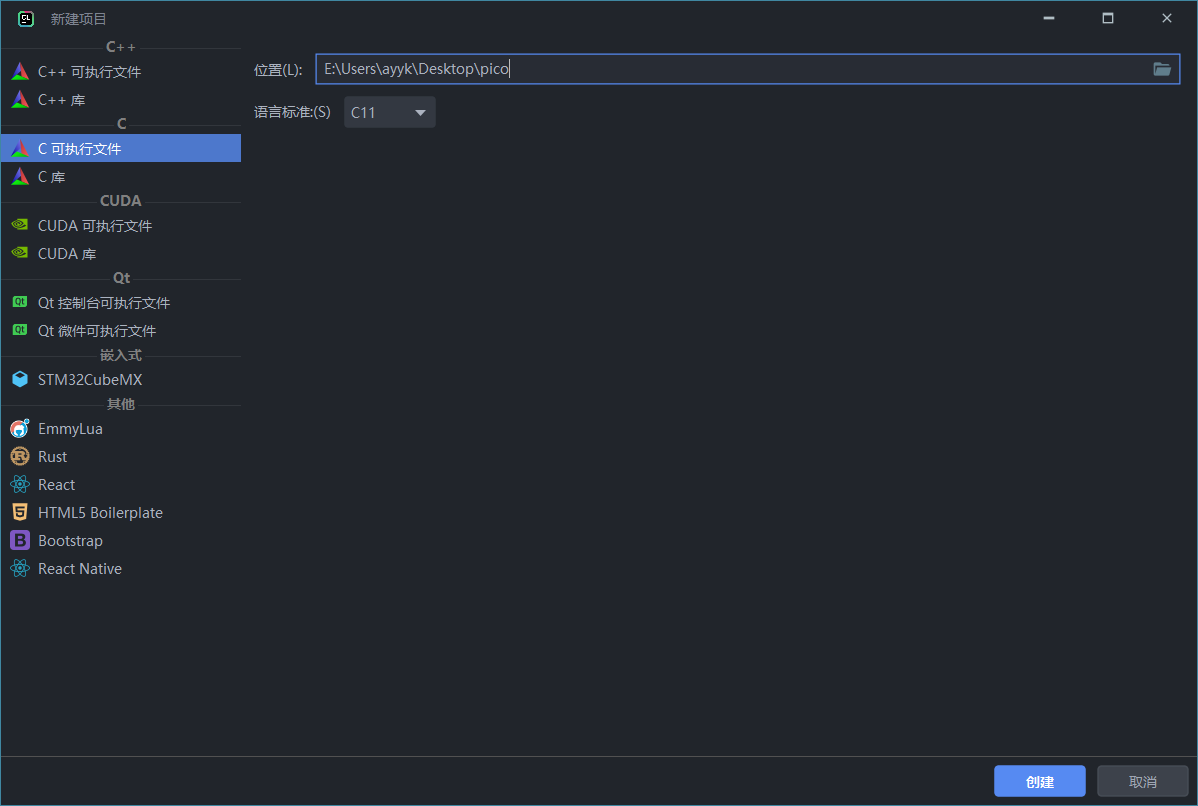 新建项目
C++
C++ 可执行文件
C++ 库
C
C 可执行文件
C 库
CUDA
CUDA 可执行文件
CUDA 库
Qt
Qt 控制台可执行文件
Qt 微件可执行文件
嵌入式
STM32CubeMX
其他
EmmyLua
Rust
React
HTML5 Boilerplate
Bootstrap
React Native
位置(L): E:\Users\ayyk\Desktop\pico
语言标准:(S) C11
创建 取消